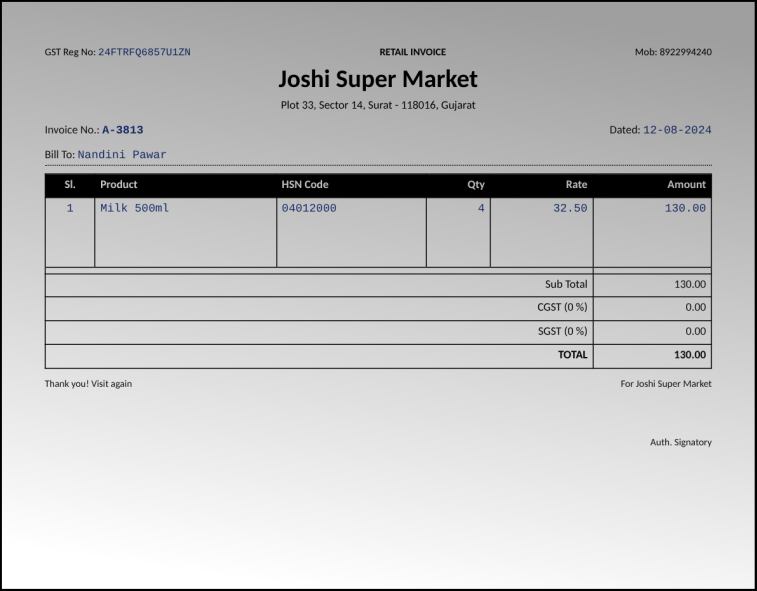 GST Reg No: 24FTRFQ6857U1ZN RETAIL INVOICE Mob: 8922994240
Joshi Super Market
Plot 33, Sector 14, Surat - 118016, Gujarat
Invoice No.: A-3813 Dated: 12-08-2024
Bill To: Nandini Pawar
Sl. Product HSN Code Qty Rate Amount
1 Milk 500ml 04012000 4 32.50 130.00
Sub Total 130.00
CGST (0 %) 0.00
SGST (0 %) 0.00
TOTAL 130.00
Thank you! Visit again For Joshi Super Market
Auth. Signatory